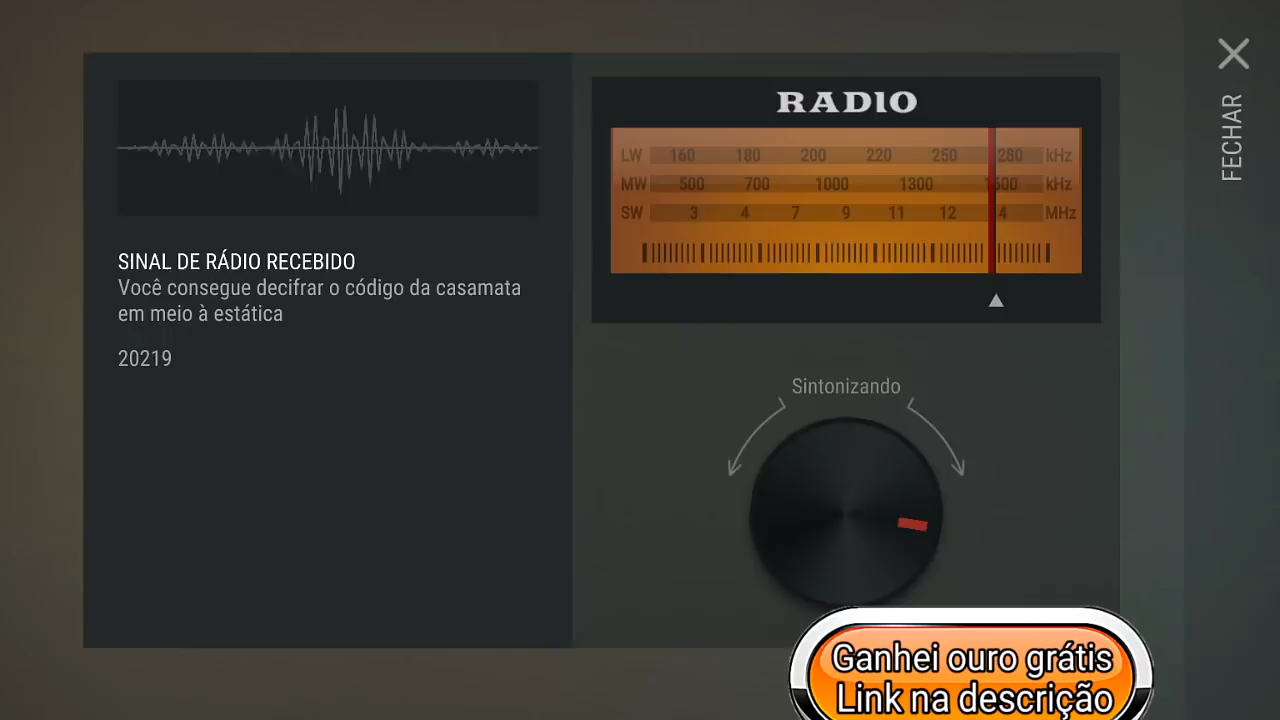 RADIO
LW 160 180 200 220 250 280 kHz
MW 500 700 1000 1300 1600 kHz
SW 3 4 7 9 11 12 4 MHz
SINAL DE RÁDIO RECEBIDO
Você consegue decifrar o código da casamata
em meio à estática
20219
Sintonizando
FECHAR
Ganhei ouro grátis
Link na descrição